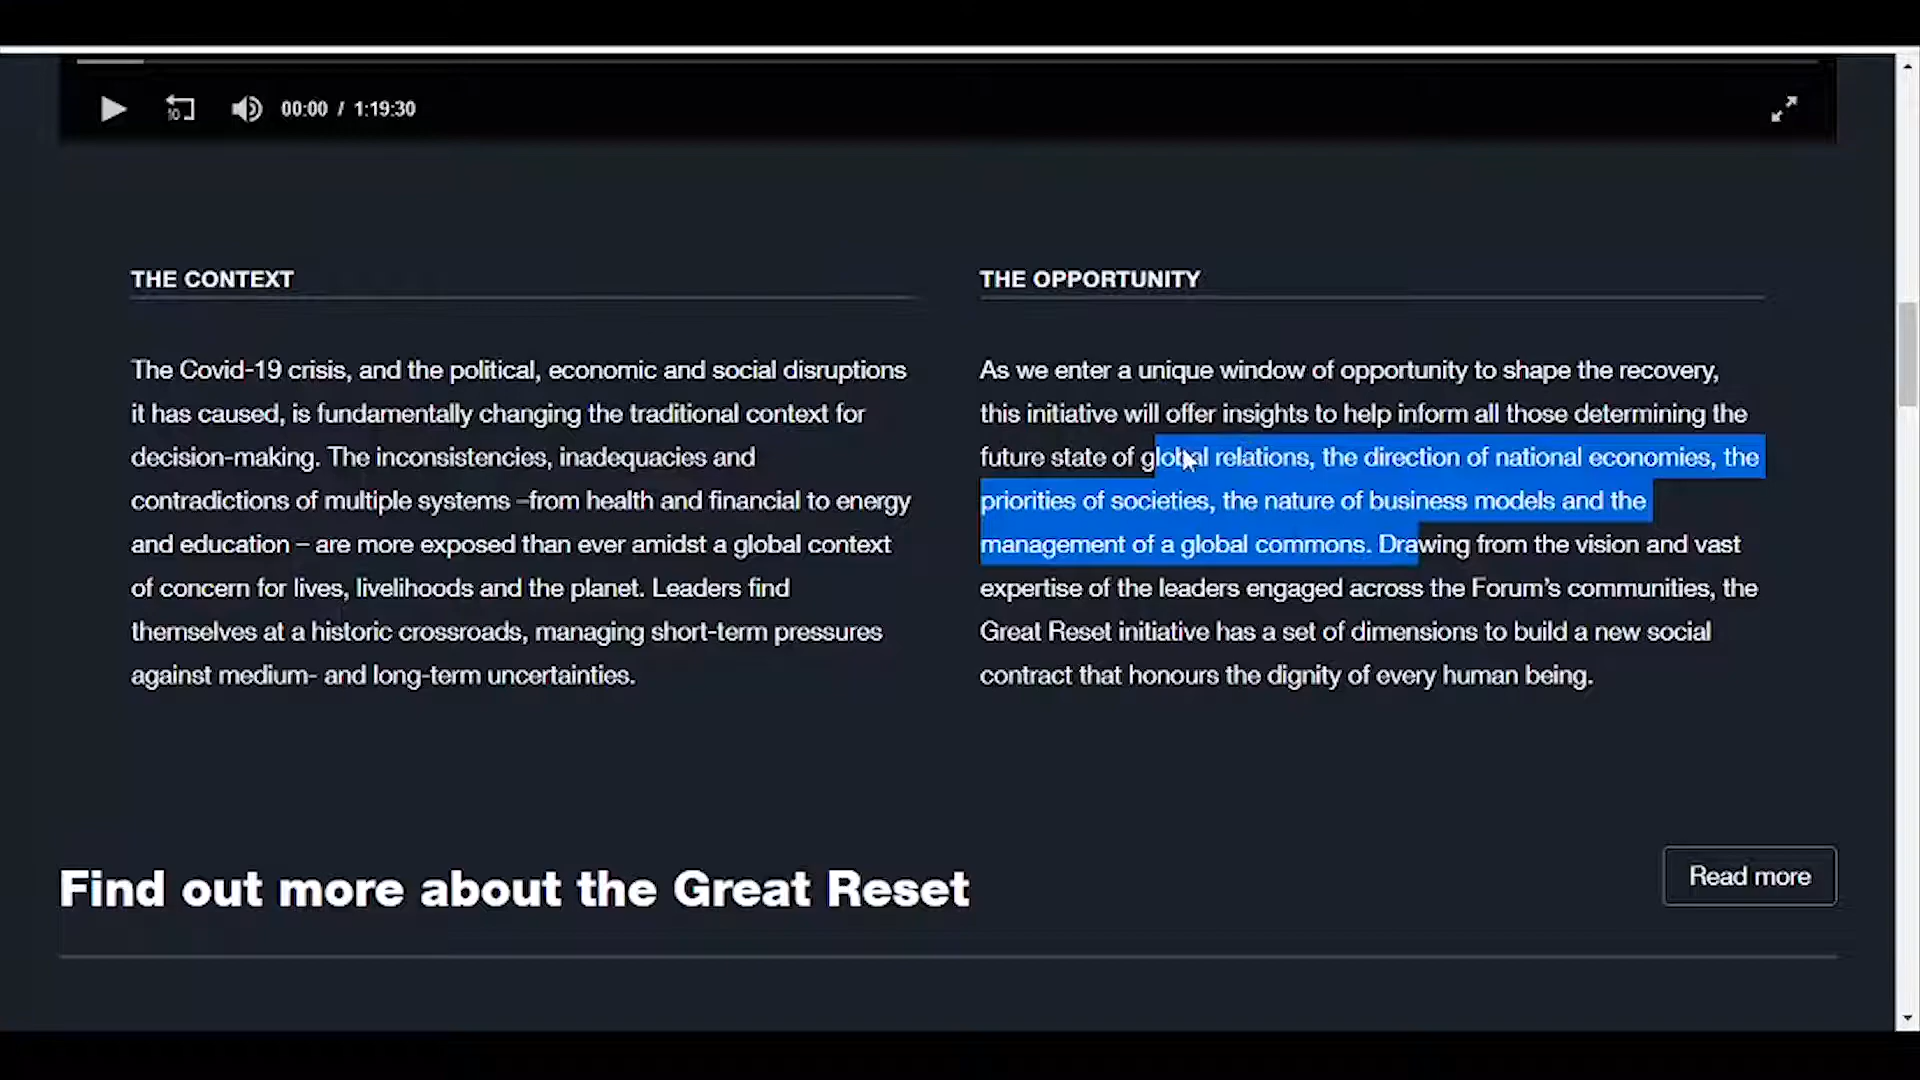 10
00:00 / 1:19:30
THE CONTEXT
The Covid-19 crisis, and the political, economic and social disruptions
it has caused, is fundamentally changing the traditional context for
decision-making. The inconsistencies, inadequacies and
contradictions of multiple systems –from health and financial to energy
and education – are more exposed than ever amidst a global context
of concern for lives, livelihoods and the planet. Leaders find
themselves at a historic crossroads, managing short-term pressures
against medium- and long-term uncertainties.
THE OPPORTUNITY
As we enter a unique window of opportunity to shape the recovery,
this initiative will offer insights to help inform all those determining the
future state of global relations, the direction of national economies, the
priorities of societies, the nature of business models and the
management of a global commons. Drawing from the vision and vast
expertise of the leaders engaged across the Forum’s communities, the
Great Reset initiative has a set of dimensions to build a new social
contract that honours the dignity of every human being.
Find out more about the Great Reset
Read more